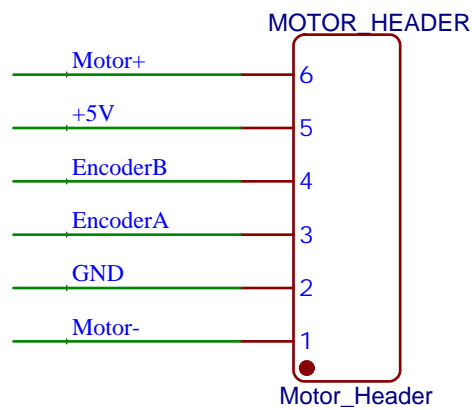 MOTOR_HEADER
Motor+ 6
+5V 5
EncoderB 4
EncoderA 3
GND 2
Motor- 1
Motor_Header